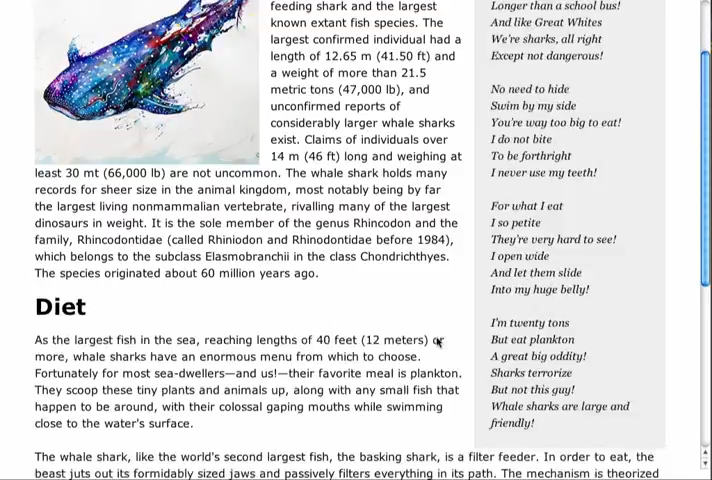 feeding shark and the largest
known extant fish species. The
largest confirmed individual had a
length of 12.65 m (41.50 ft) and
a weight of more than 21.5
metric tons (47,000 lb), and
unconfirmed reports of
considerably larger whale sharks
exist. Claims of individuals over
14 m (46 ft) long and weighing at
least 30 mt (66,000 lb) are not uncommon. The whale shark holds many
records for sheer size in the animal kingdom, most notably being by far
the largest living nonmammalian vertebrate, rivalling many of the largest
dinosaurs in weight. It is the sole member of the genus Rhincodon and the
family, Rhincodontidae (called Rhiniodon and Rhinodontidae before 1984),
which belongs to the subclass Elasmobranchii in the class Chondrichthyes.
The species originated about 60 million years ago.
Diet
As the largest fish in the sea, reaching lengths of 40 feet (12 meters) or
more, whale sharks have an enormous menu from which to choose.
Fortunately for most sea-dwellers—and us!—their favorite meal is plankton.
They scoop these tiny plants and animals up, along with any small fish that
happen to be around, with their colossal gaping mouths while swimming
close to the water's surface.
The whale shark, like the world's second largest fish, the basking shark, is a filter feeder. In order to eat, the
beast juts out its formidably sized jaws and passively filters everything in its path. The mechanism is theorized
Longer than a school bus!
And like Great Whites
We're sharks, all right
Except not dangerous!
No need to hide
Swim by my side
You're way too big to eat!
I do not bite
To be forthright
I never use my teeth!
For what I eat
I so petite
They're very hard to see!
I open wide
And let them slide
Into my huge belly!
I'm twenty tons
But eat plankton
A great big oddity!
Sharks terrorize
But not this guy!
Whale sharks are large and
friendly!